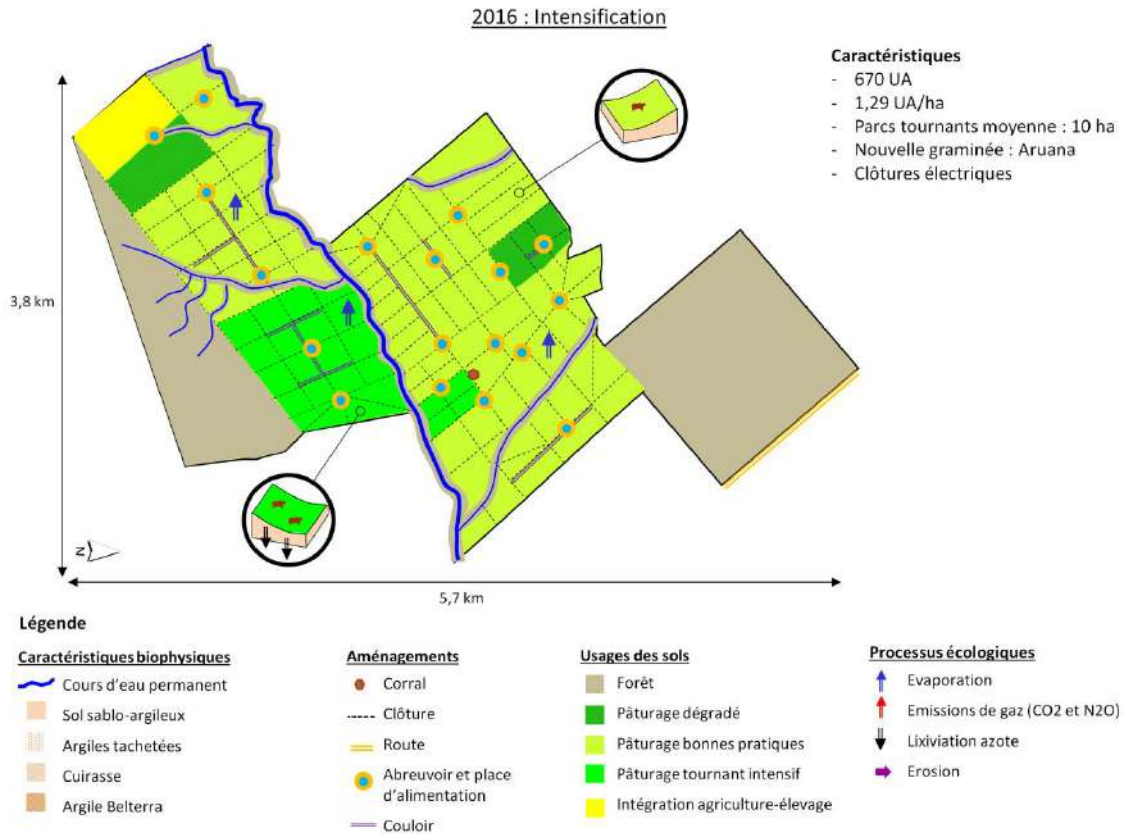 2016 : Intensification
Caractéristiques
- 670 UA
- 1,29 UA/ha
- Parcs tournants moyenne : 10 ha
- Nouvelle graminée : Aruana
- Clôtures électriques
3,8 km
N
5,7 km
Légende
Caractéristiques biophysiques
Cours d'eau permanent
Sol sablo-argileux
Argiles tachetées
Cuirasse
Argile Belterra
Aménagements
Corral
Clôture
Route
Abreuvoir et place
d'alimentation
Couloir
Usages des sols
Forêt
Pâturage dégradé
Pâturage bonnes pratiques
Pâturage tournant intensif
Intégration agriculture-élevage
Processus écologiques
Evaporation
Emissions de gaz (CO2 et N2O)
Lixiviation azote
Erosion